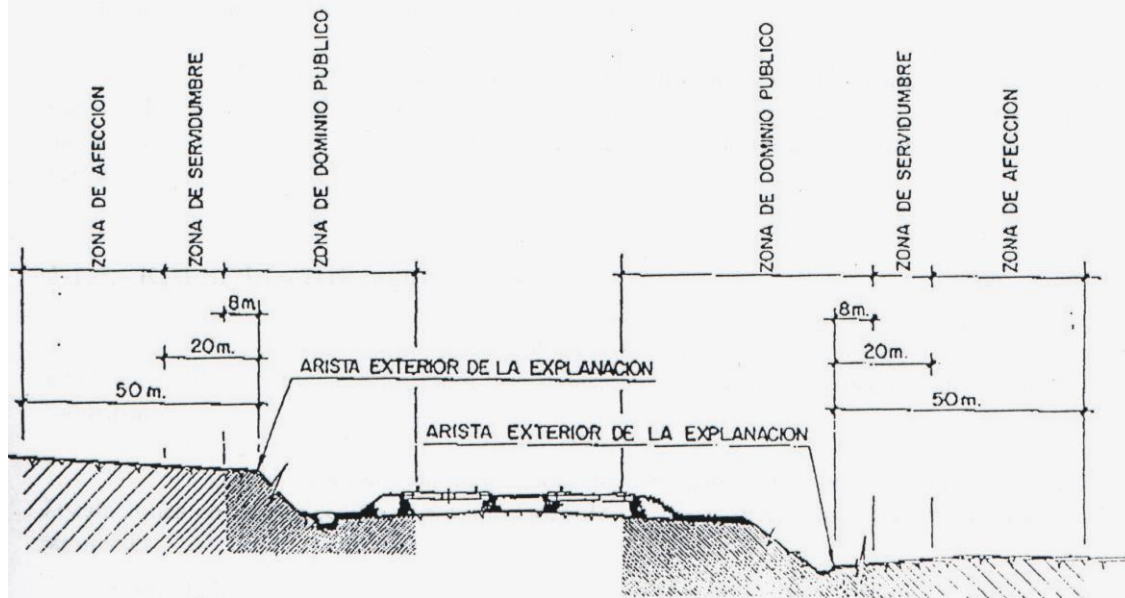 ZONA DE AFECCION
ZONA DE SERVIDUMBRE
ZONA DE DOMINIO PUBLICO
ZONA DE DOMINIO PUBLICO
ZONA DE SERVIDUMBRE
ZONA DE AFECCION
8m.
20m.
50m.
8m.
20m.
50m.
ARISTA EXTERIOR DE LA EXPLANACION
ARISTA EXTERIOR DE LA EXPLANACION